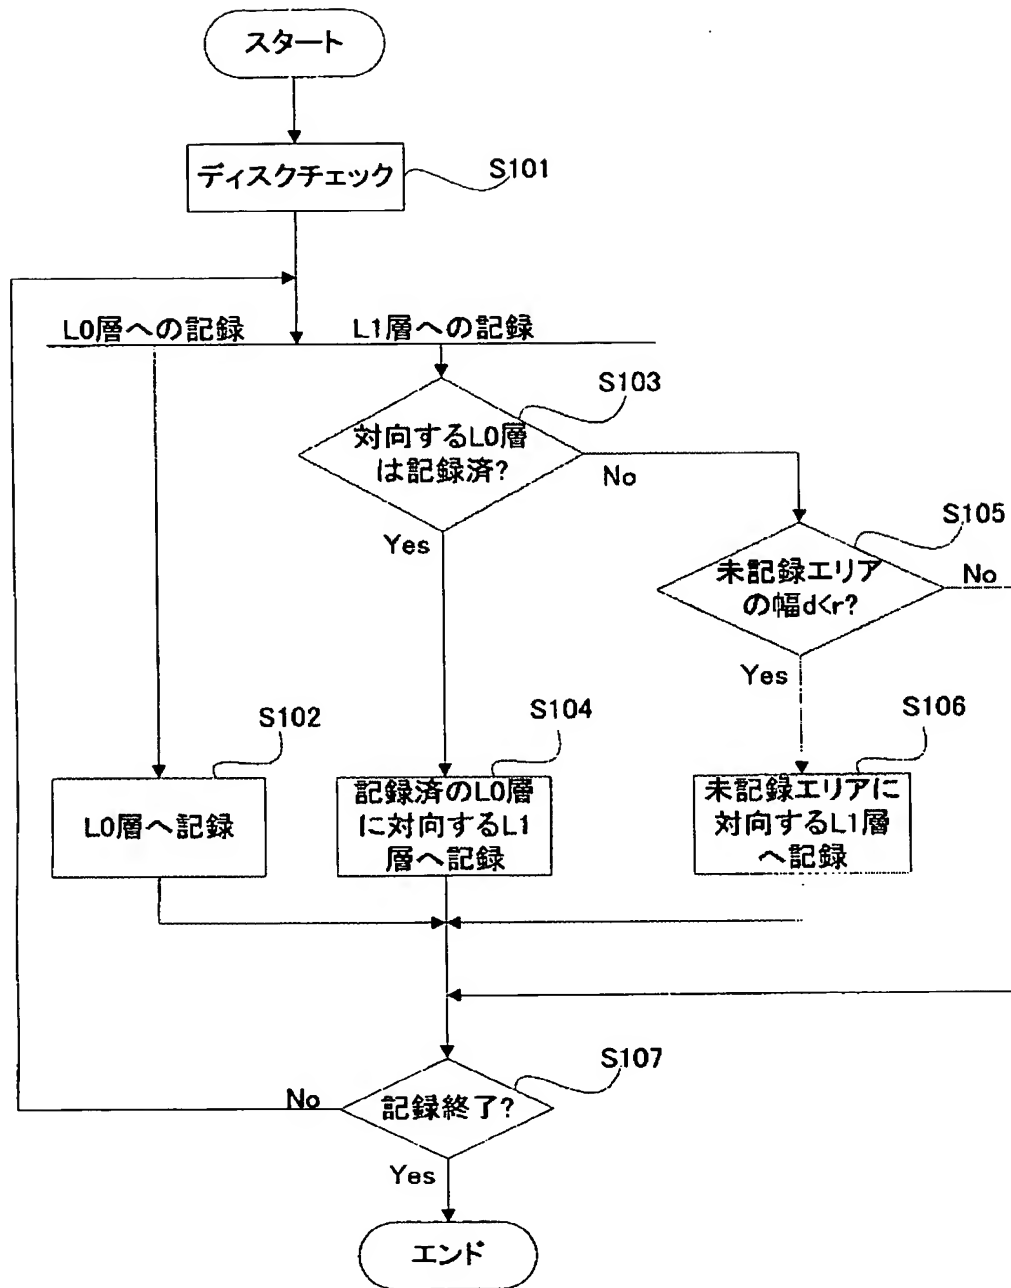 スタート
ディスクチェック
S101
L0層への記録
L1層への記録
S103
対向するL0層
は記録済?
No
Yes
S105
未記録エリア
の幅d<r?
No
Yes
S102
L0層へ記録
S104
記録済のL0層
に対向するL1
層へ記録
S106
未記録エリアに
対向するL1層
へ記録
S107
記録終了?
No
Yes
エンド